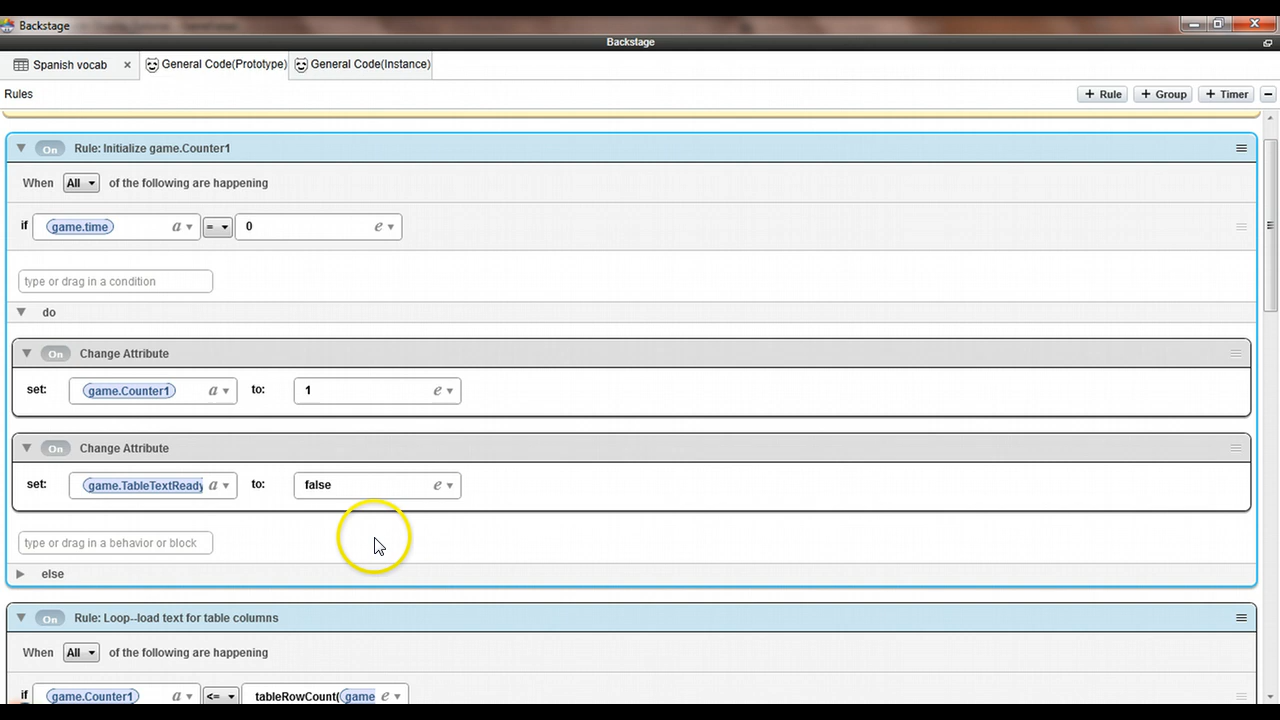 Backstage
Backstage
Spanish vocab × General Code(Prototype) General Code(Instance)
Rules + Rule + Group + Timer −
On Rule: Initialize game.Counter1
When All of the following are happening
if game.time a = 0 e
type or drag in a condition
do
On Change Attribute
set: game.Counter1 a to: 1 e
On Change Attribute
set: game.TableTextReady a to: false e
type or drag in a behavior or block
else
On Rule: Loop--load text for table columns
When All of the following are happening
if game.Counter1 a <= tableRowCount(game e